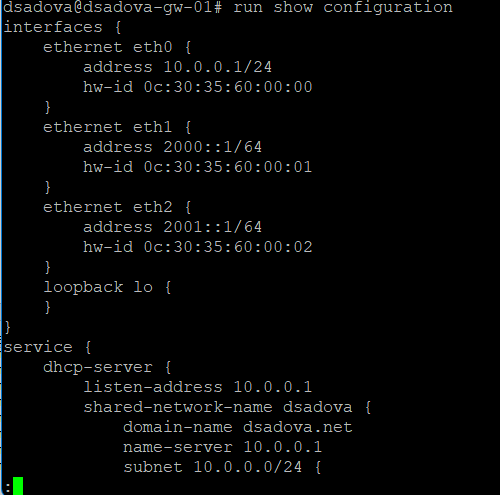 dsadova@dsadova-gw-01# run show configuration
interfaces {
    ethernet eth0 {
        address 10.0.0.1/24
        hw-id 0c:30:35:60:00:00
    }
    ethernet eth1 {
        address 2000::1/64
        hw-id 0c:30:35:60:00:01
    }
    ethernet eth2 {
        address 2001::1/64
        hw-id 0c:30:35:60:00:02
    }
    loopback lo {
    }
}
service {
    dhcp-server {
        listen-address 10.0.0.1
        shared-network-name dsadova {
            domain-name dsadova.net
            name-server 10.0.0.1
            subnet 10.0.0.0/24 {
: